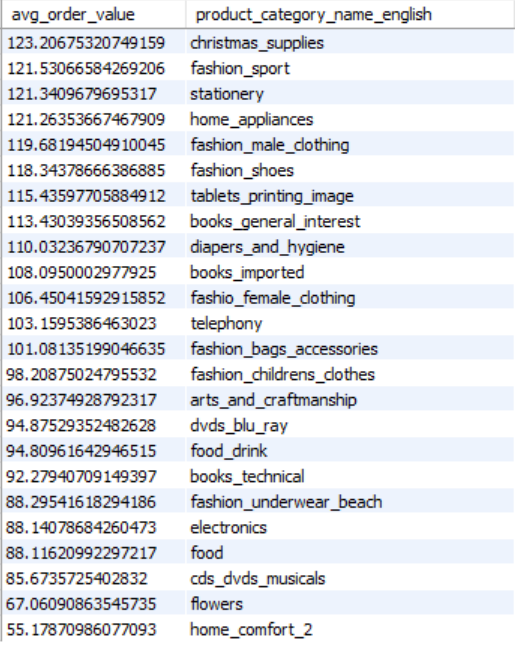 avg_order_value product_category_name_english
123.20675320749159 christmas_supplies
121.53066584269206 fashion_sport
121.3409679695317 stationery
121.26353667467909 home_appliances
119.68194504910045 fashion_male_clothing
118.34378666386885 fashion_shoes
115.43597705884912 tablets_printing_image
113.43039356508562 books_general_interest
110.03236790707237 diapers_and_hygiene
108.0950002977925 books_imported
106.45041592915852 fashio_female_clothing
103.1595386463023 telephony
101.08135199046635 fashion_bags_accessories
98.20875024795532 fashion_childrens_clothes
96.92374928792317 arts_and_craftmanship
94.87529352482628 dvds_blu_ray
94.80961642946515 food_drink
92.27940709149397 books_technical
88.29541618294186 fashion_underwear_beach
88.14078684260473 electronics
88.11620992297217 food
85.6735725402832 cds_dvds_musicals
67.06090863545735 flowers
55.17870986077093 home_comfort_2